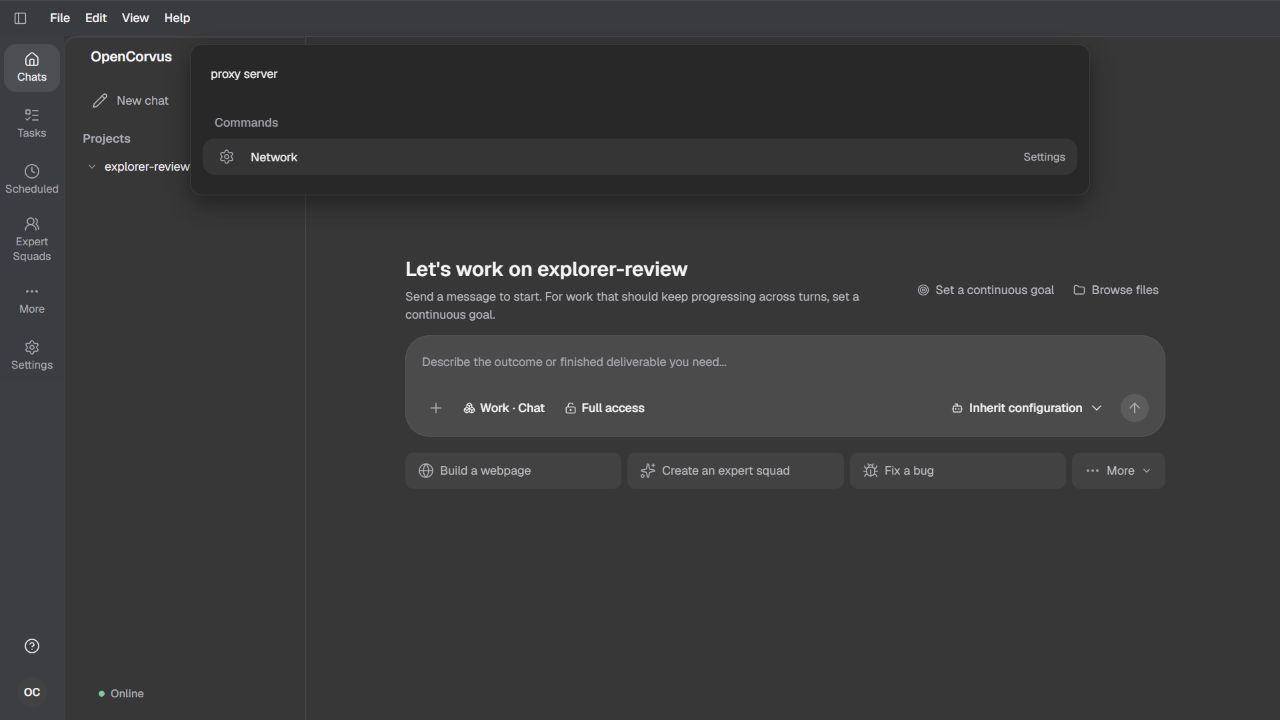 File Edit View Help
Chats
Tasks
Scheduled
Expert
Squads
More
Settings
OC
OpenCorvus
New chat
Projects
explorer-review
Online
proxy server
Commands
Network Settings
Let's work on explorer-review
Send a message to start. For work that should keep progressing across turns, set a
continuous goal.
Set a continuous goal Browse files
Describe the outcome or finished deliverable you need...
Work · Chat Full access Inherit configuration
Build a webpage Create an expert squad Fix a bug More